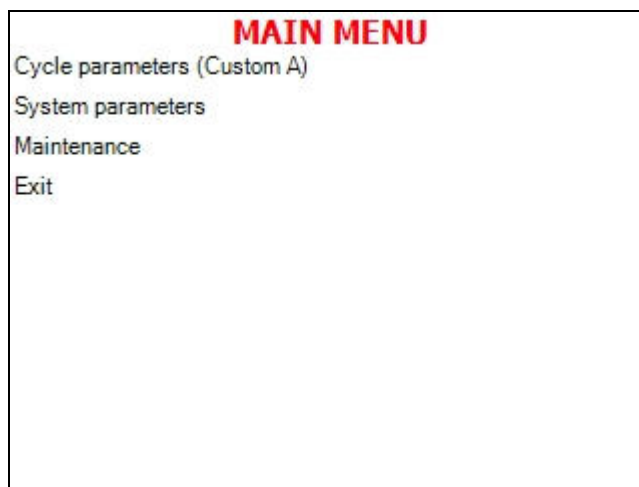 MAIN MENU
Cycle parameters (Custom A)
System parameters
Maintenance
Exit